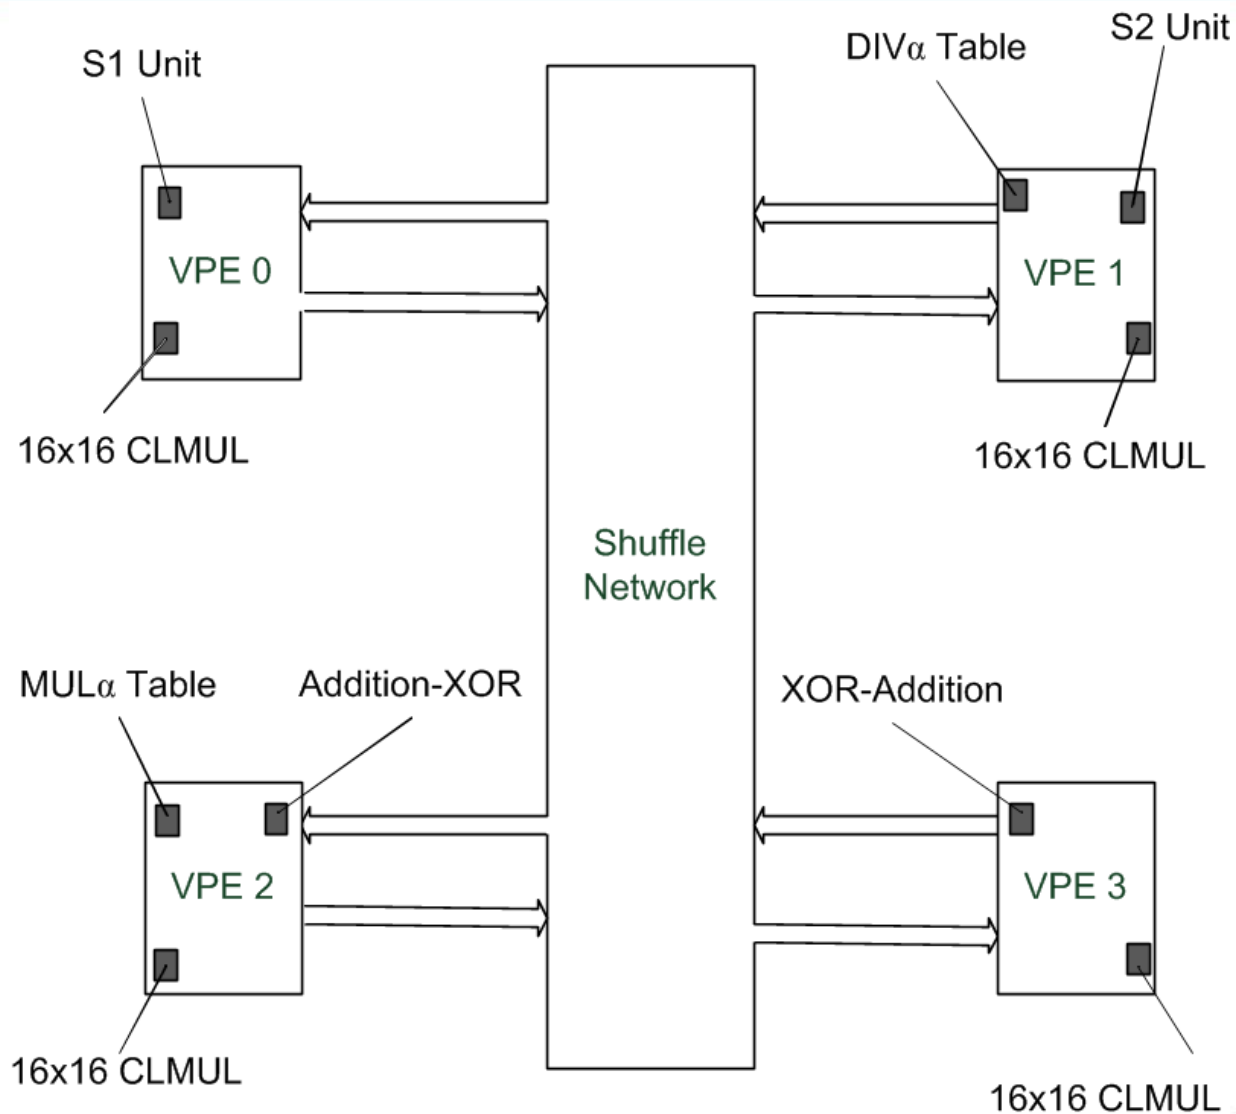 S2 Unit
DIVα Table
S1 Unit
VPE 0
VPE 1
16x16 CLMUL
16x16 CLMUL
Shuffle
Network
MULα Table
Addition-XOR
XOR-Addition
VPE 2
VPE 3
16x16 CLMUL
16x16 CLMUL